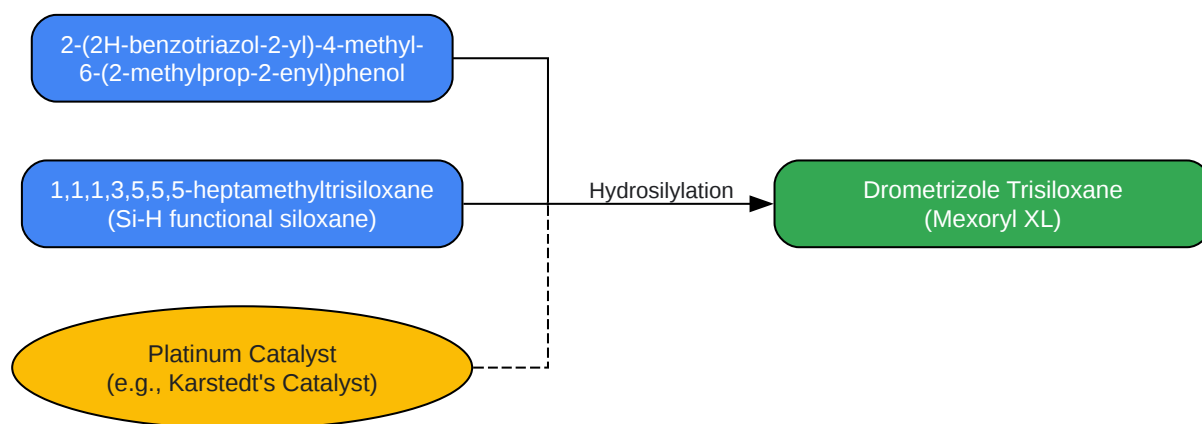 2-(2H-benzotriazol-2-yl)-4-methyl-
6-(2-methylprop-2-enyl)phenol
1,1,1,3,5,5,5-heptamethyltrisiloxane
(Si-H functional siloxane)
Hydrosilylation
Drometrizole Trisiloxane
(Mexoryl XL)
Platinum Catalyst
(e.g., Karstedt's Catalyst)